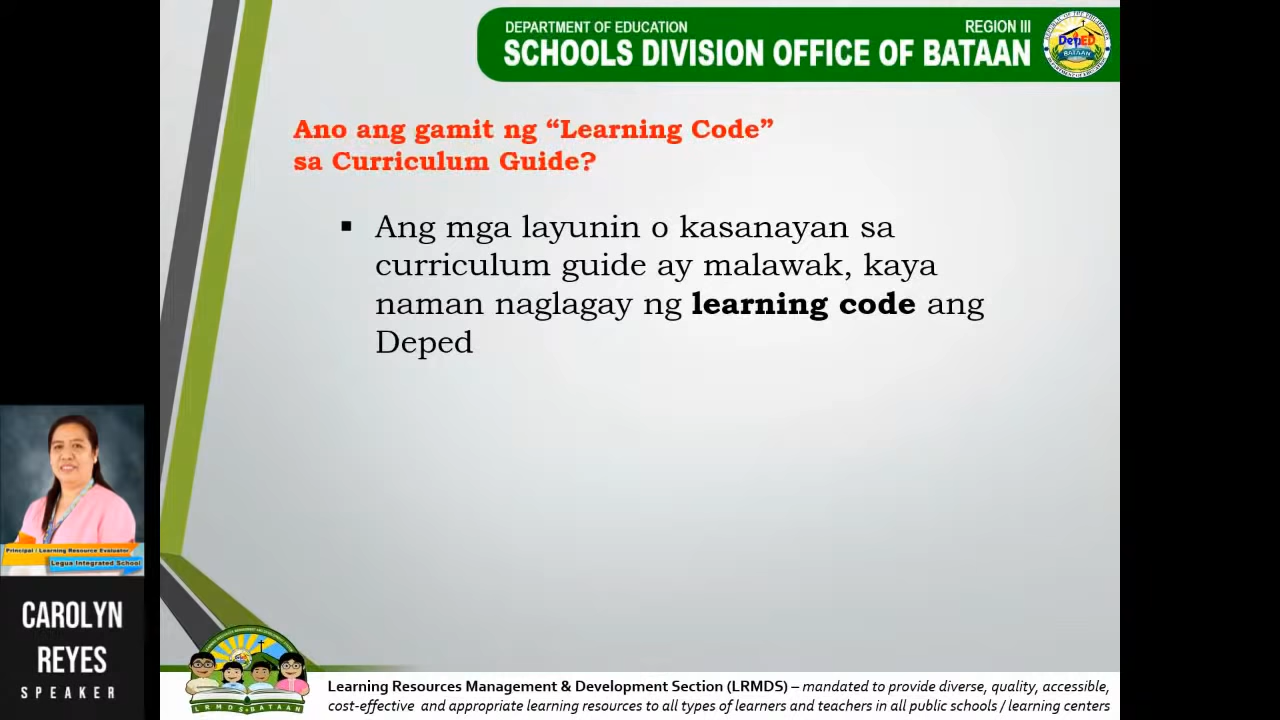 DEPARTMENT OF EDUCATION
REGION III
SCHOOLS DIVISION OFFICE OF BATAAN
DepED
BATAAN
Ano ang gamit ng “Learning Code”
sa Curriculum Guide?
▪ Ang mga layunin o kasanayan sa
curriculum guide ay malawak, kaya
naman naglagay ng learning code ang
Deped
Principal / Learning Resource Evaluator
Legua Integrated School
CAROLYN
REYES
SPEAKER
LRMDS BATAAN
Learning Resources Management & Development Section (LRMDS) – mandated to provide diverse, quality, accessible,
cost-effective and appropriate learning resources to all types of learners and teachers in all public schools / learning centers